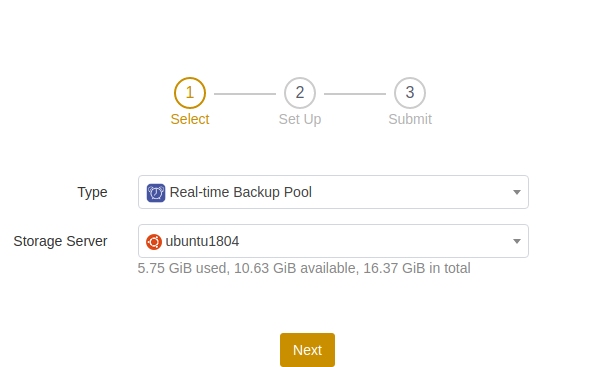 1 2 3
Select Set Up Submit
Type Real-time Backup Pool
Storage Server ubuntu1804
5.75 GiB used, 10.63 GiB available, 16.37 GiB in total
Next